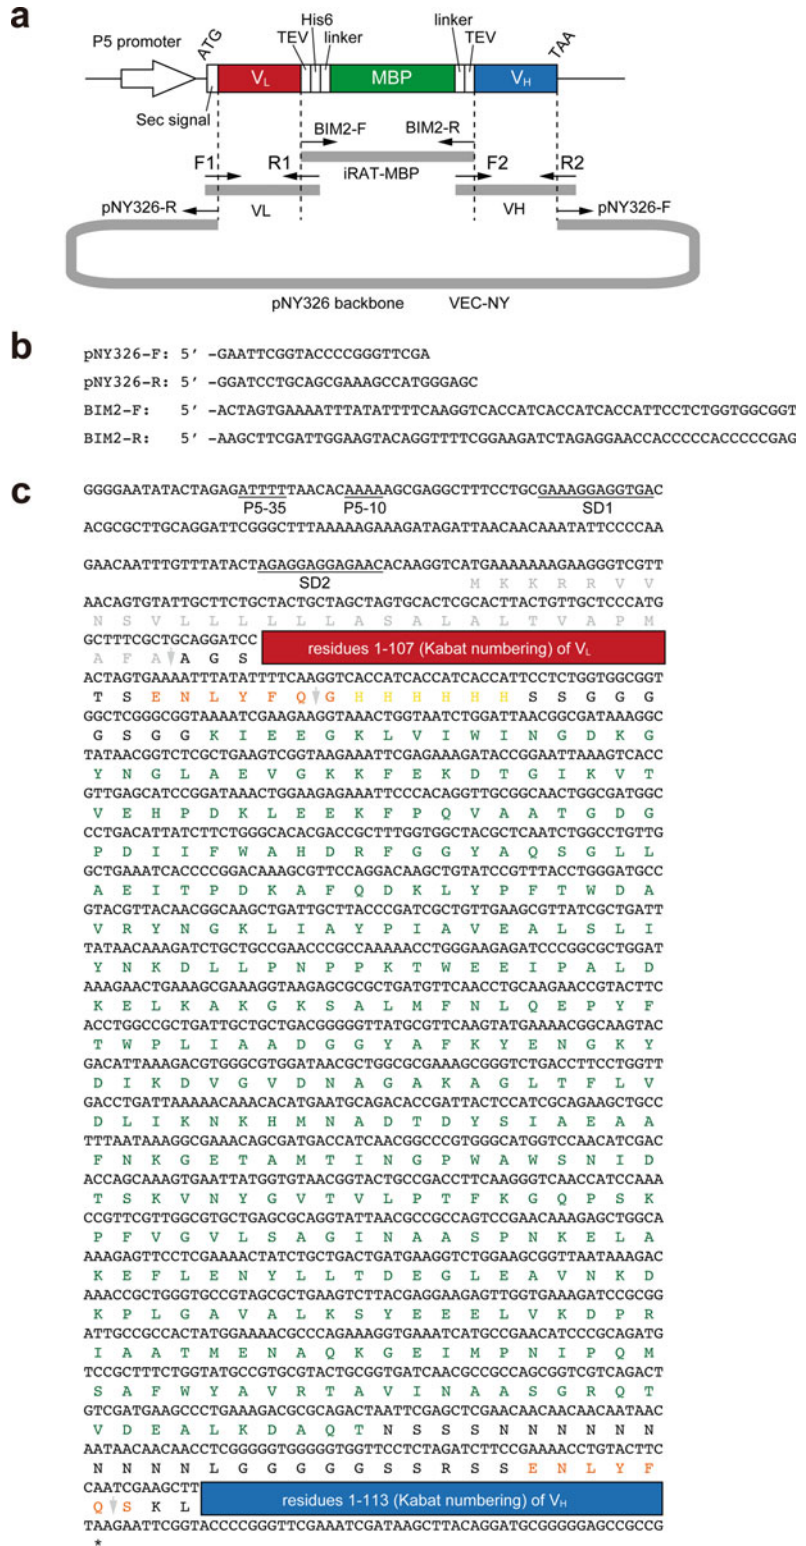 a
P5 promoter
ATG
TEV
His6
linker
linker
TEV
TAA
VL
MBP
VH
Sec signal
BIM2-F
BIM2-R
F1
R1
iRAT-MBP
F2
R2
pNY326-R
VL
VH
pNY326-F
pNY326 backbone VEC-NY
b
pNY326-F: 5′ -GAATTCGGTACCCCGGGTTCGA
pNY326-R: 5′ -GGATCCTGCAGCGAAAGCCATGGGAGC
BIM2-F: 5′ -ACTAGTGAAAATTTATATTTTCAAGGTCACCATCACCATCACCATTCCTCTGGTGGCGGT
BIM2-R: 5′ -AAGCTTCGATTGGAAGTACAGGTTTTCGGAAGATCTAGAGGAACCACCCCCACCCCCGAG
c
GGGGAATATACTAGAGATTTTTAACACAAAAAGCGAGGCTTTCCTGCGAAAGGAGGTGAC
P5-35 P5-10 SD1
ACGCGCTTGCAGGATTCGGGCTTTAAAAAGAAAGATAGATTAACAACAAATATTCCCCAA
GAACAATTTGTTTATACTAGAGGAGGAGAACACAAGGTCATGAAAAAAAGAAGGGTCGTT
SD2
M K K R R V V
AACAGTGTATTGCTTCTGCTACTGCTAGCTAGTGCACTCGCACTTACTGTTGCTCCCATG
N S V L L L L L L A S A L A L T V A P M
GCTTTCGCTGCAGGATCC
residues 1-107 (Kabat numbering) of VL
A F A A G S
ACTAGTGAAAATTTATATTTTCAAGGTCACCATCACCATCACCATTCCTCTGGTGGCGGT
T S E N L Y F Q G H H H H H H S S G G G
GGCTCGGGCGGTAAAATCGAAGAAGGTAAACTGGTAATCTGGATTAACGGCGATAAAGGC
G S G G K I E E G K L V I W I N G D K G
TATAACGGTCTCGCTGAAGTCGGTAAGAAATTCGAGAAAGATACCGGAATTAAAGTCACC
Y N G L A E V G K K F E K D T G I K V T
GTTGAGCATCCGGATAAACTGGAAGAGAAATTCCCACAGGTTGCGGCAACTGGCGATGGC
V E H P D K L E E K F P Q V A A T G D G
CCTGACATTATCTTCTGGGCACACGACCGCTTTGGTGGCTACGCTCAATCTGGCCTGTTG
P D I I F W A H D R F G G Y A Q S G L L
GCTGAAATCACCCCGGACAAAGCGTTCCAGGACAAGCTGTATCCGTTTACCTGGGATGCC
A E I T P D K A F Q D K L Y P F T W D A
GTACGTTACAACGGCAAGCTGATTGCTTACCCGATCGCTGTTGAAGCGTTATCGCTGATT
V R Y N G K L I A Y P I A V E A L S L I
TATAACAAAGATCTGCTGCCGAACCCGCCAAAAACCTGGGAAGAGATCCCGGCGCTGGAT
Y N K D L L P N P P K T W E E I P A L D
AAAGAACTGAAAGCGAAAGGTAAGAGCGCGCTGATGTTCAACCTGCAAGAACCGTACTTC
K E L K A K G K S A L M F N L Q E P Y F
ACCTGGCCGCTGATTGCTGCTGACGGGGGTTATGCGTTCAAGTATGAAAACGGCAAGTAC
T W P L I A A D G G Y A F K Y E N G K Y
GACATTAAAGACGTGGGCGTGGATAACGCTGGCGCGAAAGCGGGTCTGACCTTCCTGGTT
D I K D V G V D N A G A K A G L T F L V
GACCTGATTAAAAACAAACACATGAATGCAGACACCGATTACTCCATCGCAGAAGCTGCC
D L I K N K H M N A D T D Y S I A E A A
TTTAATAAAGGCGAAACAGCGATGACCATCAACGGCCCGTGGGCATGGTCCAACATCGAC
F N K G E T A M T I N G P W A W S N I D
ACCAGCAAAGTGAATTATGGTGTAACGGTACTGCCGACCTTCAAGGGTCAACCATCCAAA
T S K V N Y G V T V L P T F K G Q P S K
CCGTTCGTTGGCGTGCTGAGCGCAGGTATTAACGCCGCCAGTCCGAACAAAGAGCTGGCA
P F V G V L S A G I N A A S P N K E L A
AAAGAGTTCCTCGAAAACTATCTGCTGACTGATGAAGGTCTGGAAGCGGTTAATAAAGAC
K E F L E N Y L L T D E G L E A V N K D
AAACCGCTGGGTGCCGTAGCGCTGAAGTCTTACGAGGAAGAGTTGGTGAAAGATCCGCGG
K P L G A V A L K S Y E E E L V K D P R
ATTGCCGCCACTATGGAAAACGCCCAGAAAGGTGAAATCATGCCGAACATCCCGCAGATG
I A A T M E N A Q K G E I M P N I P Q M
TCCGCTTTCTGGTATGCCGTGCGTACTGCGGTGATCAACGCCGCCAGCGGTCGTCAGACT
S A F W Y A V R T A V I N A A S G R Q T
GTCGATGAAGCCCTGAAAGACGCGCAGACTAATTCGAGCTCGAACAACAACAACAATAAC
V D E A L K D A Q T N S S S N N N N N N
AATAACAACAACCTCGGGGGTGGGGGTGGTTCCTCTAGATCTTCCGAAAACCTGTACTTC
N N N N L G G G G G S S R S S E N L Y F
CAATCGAAGCTT
residues 1-113 (Kabat numbering) of VH
Q S K L
TAAGAATTCGGTACCCCGGGTTCGAAATCGATAAGCTTACAGGATGCGGGGGAGCCGCCG
*